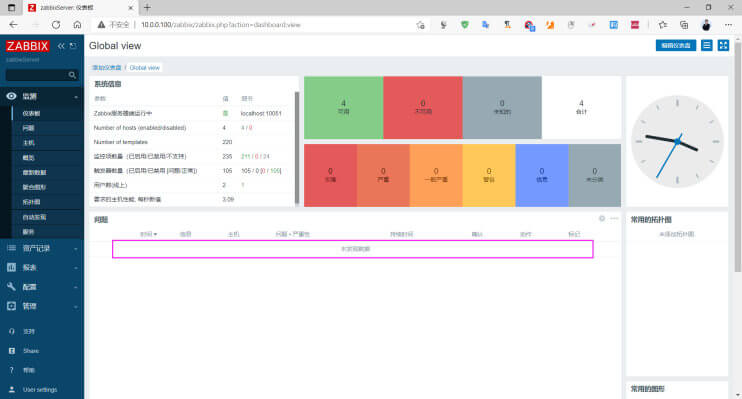 zabbixServer: 仪表板
不安全 10.0.0.100/zabbix/zabbix.php?action=dashboard.view
ZABBIX
zabbixServer
监测
仪表板
问题
主机
概览
最新数据
聚合图形
拓扑图
自动发现
服务
资产记录
报表
配置
管理
支持
Share
帮助
User settings
Global view
编辑仪表盘
Global view
系统信息
参数 值 细节
Zabbix服务器端运行中 是 localhost:10051
Number of hosts (enabled/disabled) 4 4 / 0
Number of templates 220
监控项数量 (已启用/已禁用/不支持) 235 211 / 0 / 24
触发器数量 (已启用/已禁用 [问题/正常]) 105 105 / 0 [0 / 105]
用户数(线上) 2 1
要求的主机性能, 每秒新值 3.09
4
可用
0
不可用
0
未知的
4
合计
0
灾难
0
严重
0
一般严重
0
警告
0
信息
0
未分类
问题
时间 信息 主机 问题 • 严重性 持续时间 确认 动作 标记
未发现数据
常用的拓扑图
常用的图形